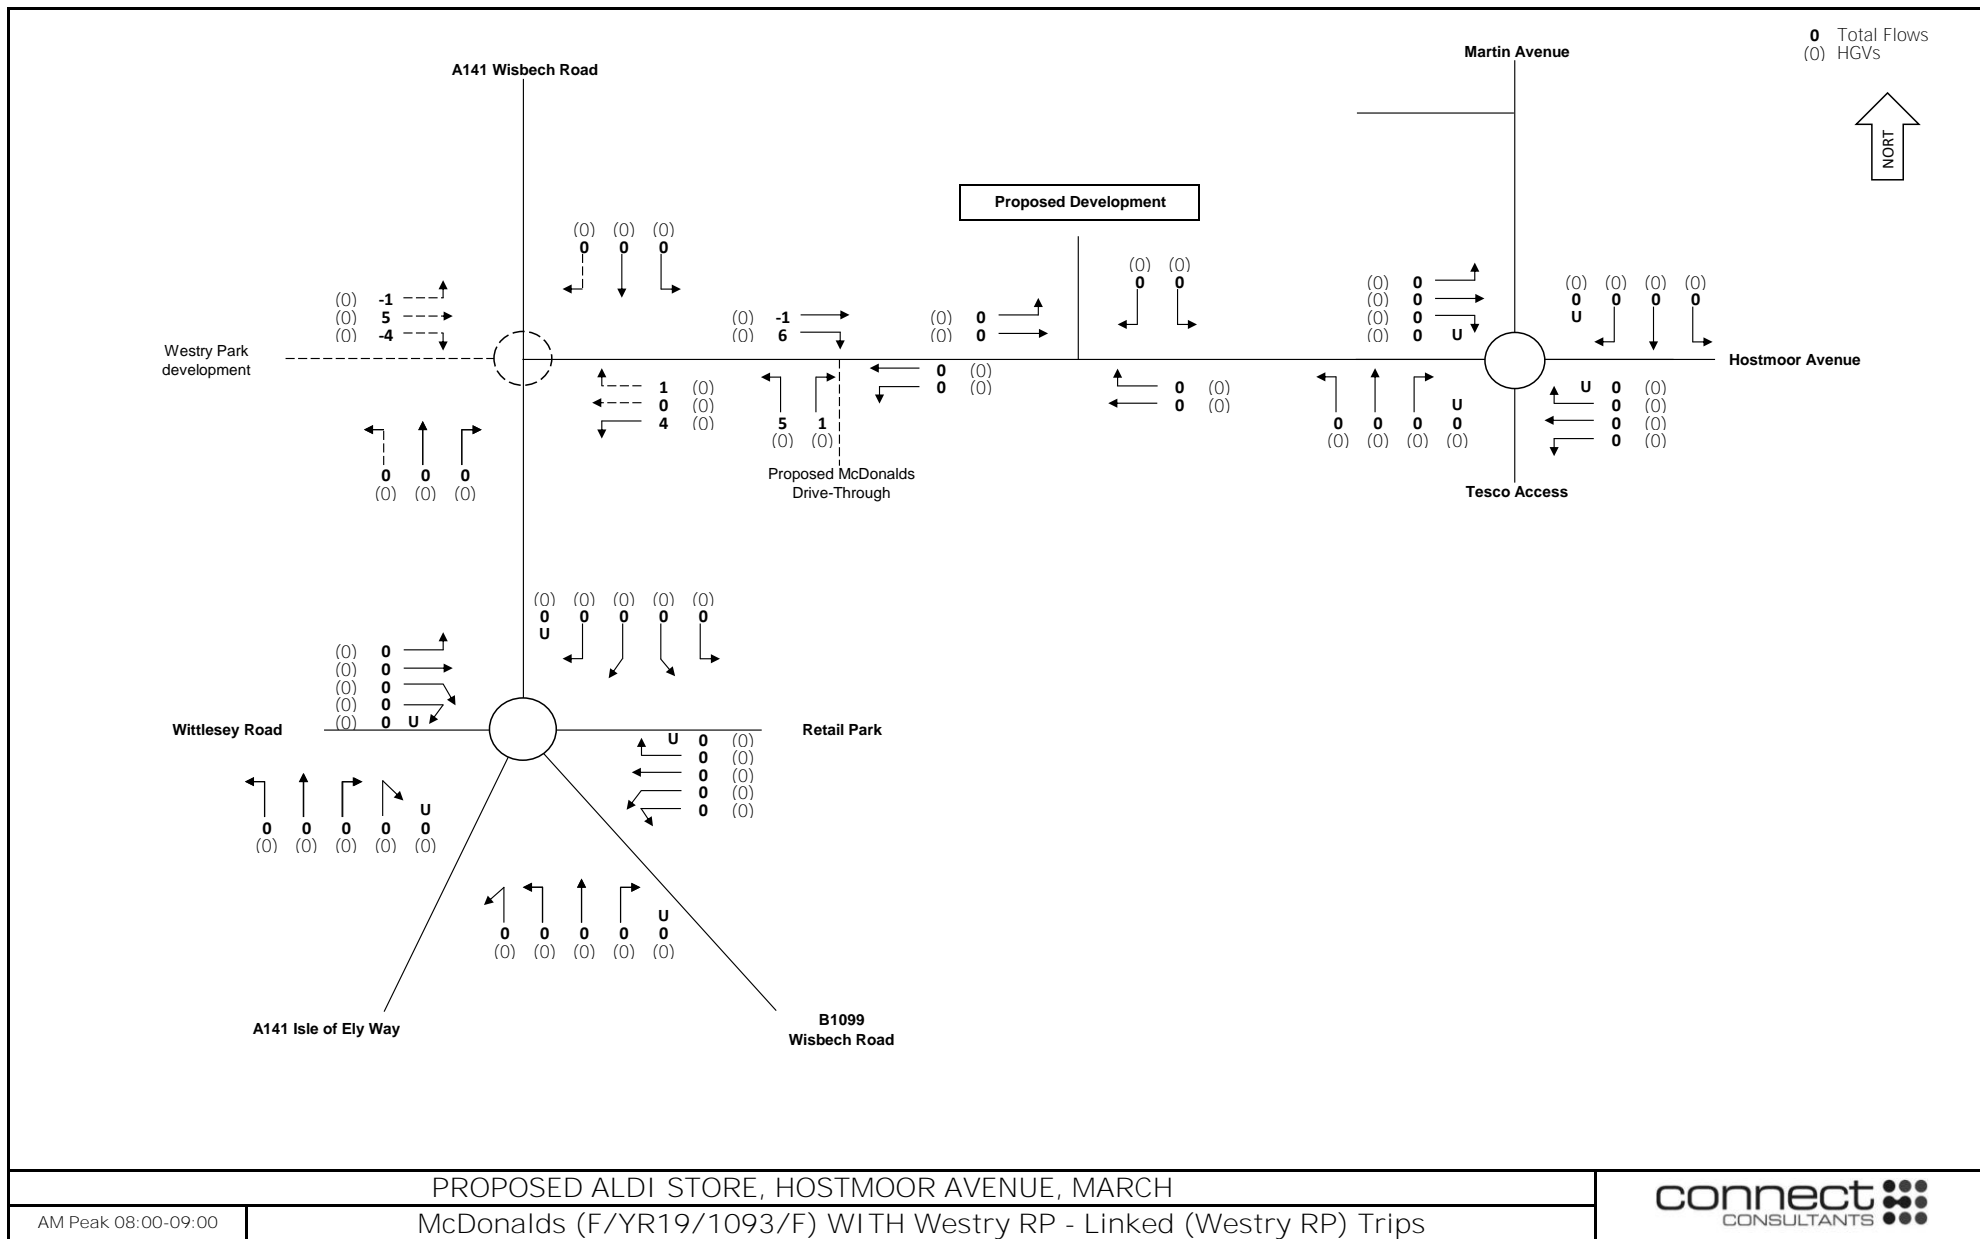 0 Total Flows
(0) HGVs
NORT
A141 Wisbech Road
Martin Avenue
Proposed Development
(0) (0) (0)
0 0 0
(0) -1
(0) 5
(0) -4
Westry Park
development
(0) -1
(0) 6
(0) 0
(0) 0
(0) (0)
0 0
(0) 0
(0) 0
(0) 0
(0) 0 U
(0) (0) (0) (0)
0 0 0 0
U
Hostmoor Avenue
1 (0)
0 (0)
4 (0)
5 1
(0) (0)
0 (0)
0 (0)
0 (0)
0 (0)
U
0 0 0 0
(0) (0) (0) (0)
U 0 (0)
0 (0)
0 (0)
0 (0)
0 0 0
(0) (0) (0)
Proposed McDonalds
Drive-Through
Tesco Access
(0) (0) (0) (0) (0)
0 0 0 0 0
U
(0) 0
(0) 0
(0) 0
(0) 0
(0) 0 U
Wittlesey Road
Retail Park
U 0 (0)
0 (0)
0 (0)
0 (0)
0 (0)
U
0 0 0 0 0
(0) (0) (0) (0) (0)
U
0 0 0 0 0
(0) (0) (0) (0) (0)
A141 Isle of Ely Way
B1099
Wisbech Road
PROPOSED ALDI STORE, HOSTMOOR AVENUE, MARCH
AM Peak 08:00-09:00
McDonalds (F/YR19/1093/F) WITH Westry RP - Linked (Westry RP) Trips
connect
CONSULTANTS